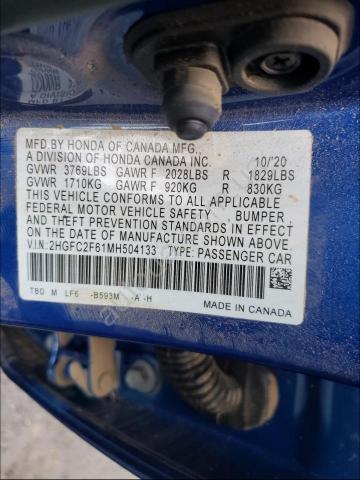 MFD.BY HONDA OF CANADA MFG.,
A DIVISION OF HONDA CANADA INC. 10/'20
GVWR 3769LBS GAWR F 2028LBS R 1829LBS
GVWR 1710KG GAWR F 920KG R 830KG
THIS VEHICLE CONFORMS TO ALL APPLICABLE
FEDERAL MOTOR VEHICLE SAFETY, BUMPER, AND
THEFT PREVENTION STANDARDS IN EFFECT ON
THE DATE OF MANUFACTURE SHOWN ABOVE.
V.I.N: 2HGFC2F61MH504133 TYPE: PASSENGER CAR
TBD M LF6 -B593M -A -H
MADE IN CANADA